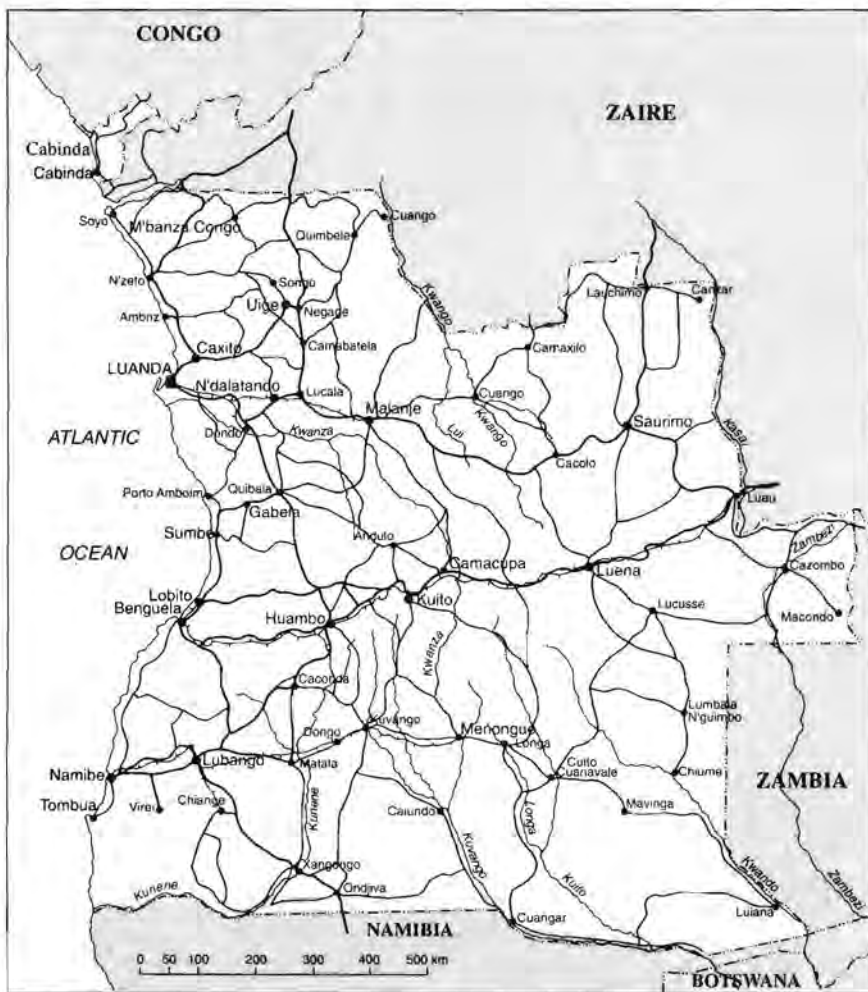 CONGO
ZAIRE
Cabinda
Cabinda
Soyo
M'banza Congo
Cuango
Quimbele
Kwango
N'zeto
Songo
Uige
Negage
Lauchimo
Ambriz
Camabatela
Camaxilo
Caxito
LUANDA
N'dalatando
Lucala
Cuango
Malanje
Kwango
Lui
Saurimo
Kasai
ATLANTIC
Dondo
Kwanza
Cacolo
Porto Amboim
Quibala
Gabela
Luau
Sumbe
Andulo
OCEAN
Camacupa
Luena
Zambezi
Cazombo
Lobito
Benguela
Kuito
Huambo
Lucusse
Macondo
Kwanza
Caconda
Lumbala
N'guimbo
Kuvango
Dongo
Menongue
Longa
Lubango
Matala
Cuito
Cuanavale
Chiume
Namibe
ZAMBIA
Tombua
Virei
Chiange
Kunene
Caiundo
Longa
Mavinga
Xangongo
Kuvango
Kuito
Kwando
Kunene
Ondjiva
Zambezi
Luiana
Cuangar
NAMIBIA
BOTSWANA
0 100 200 300 400 500 km